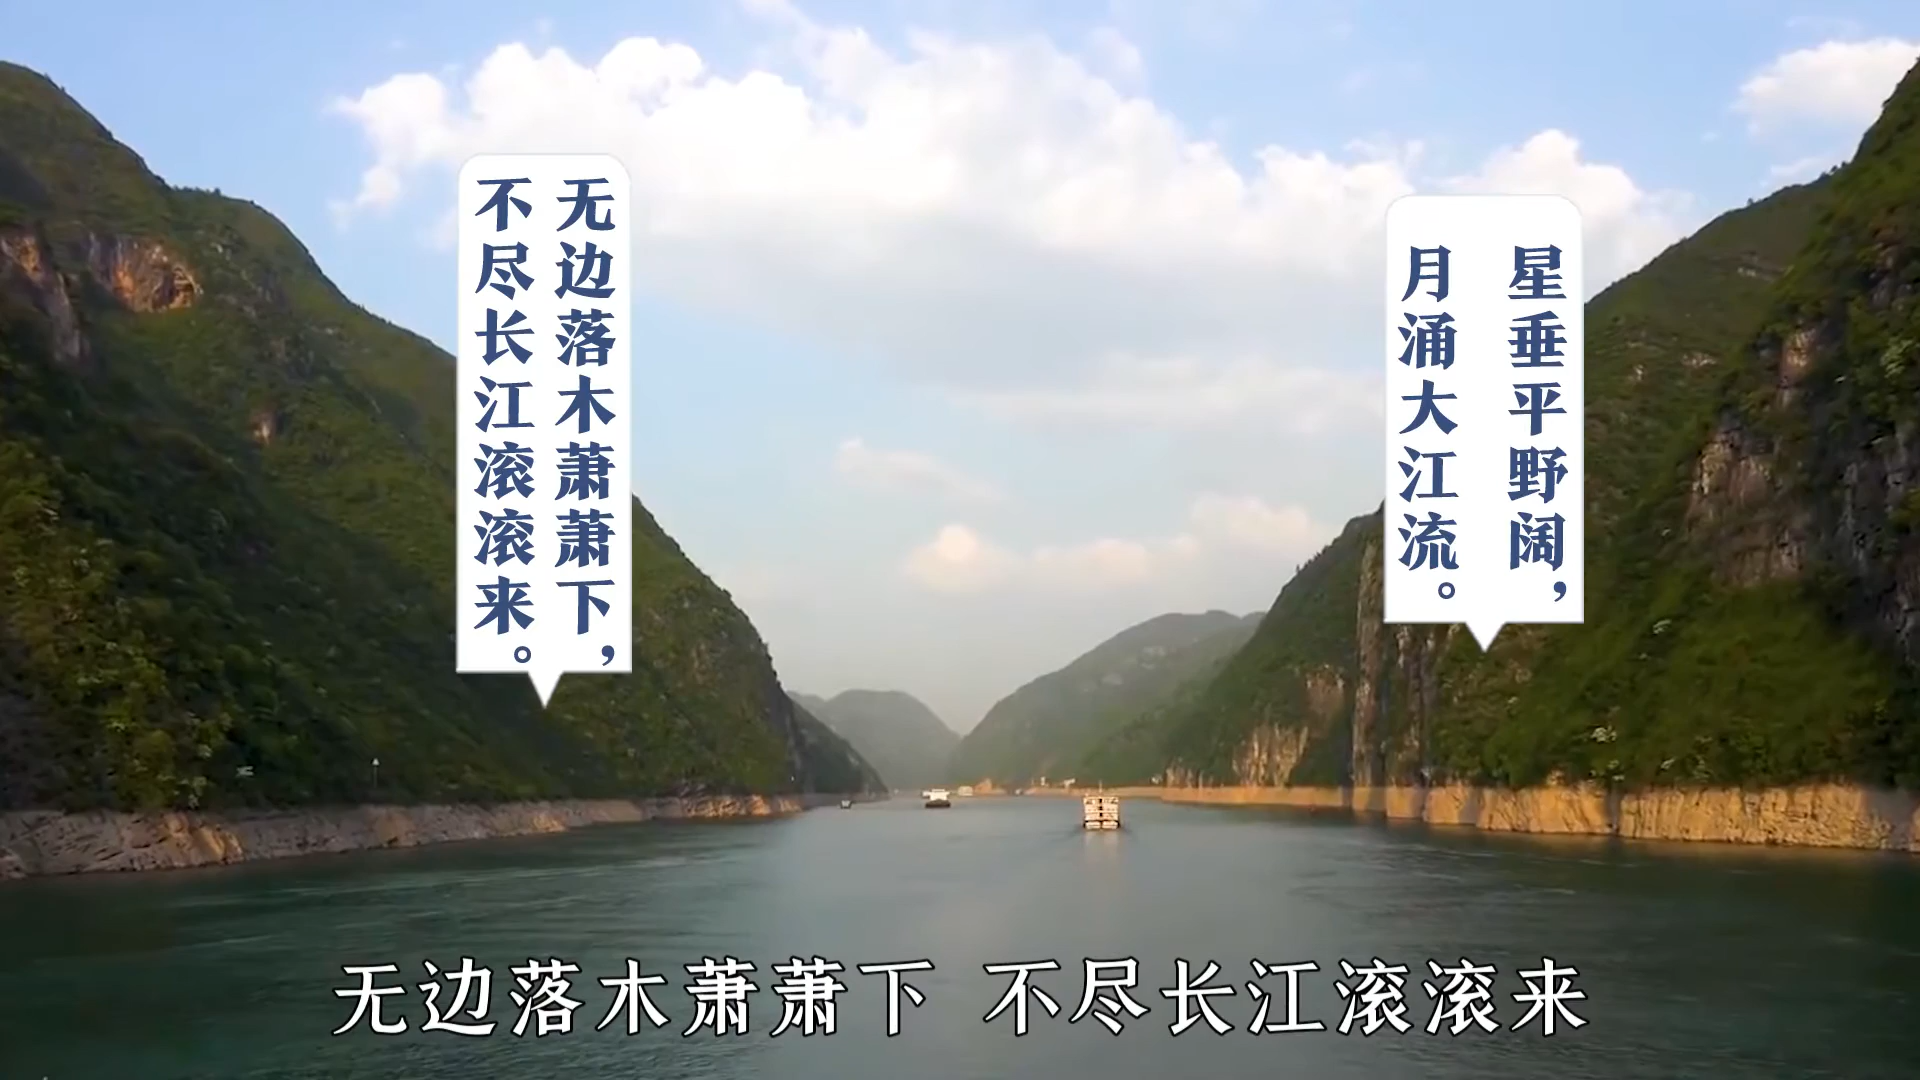 无边落木萧萧下，
不尽长江滚滚来。
星垂平野阔，
月涌大江流。
无边落木萧萧下 不尽长江滚滚来